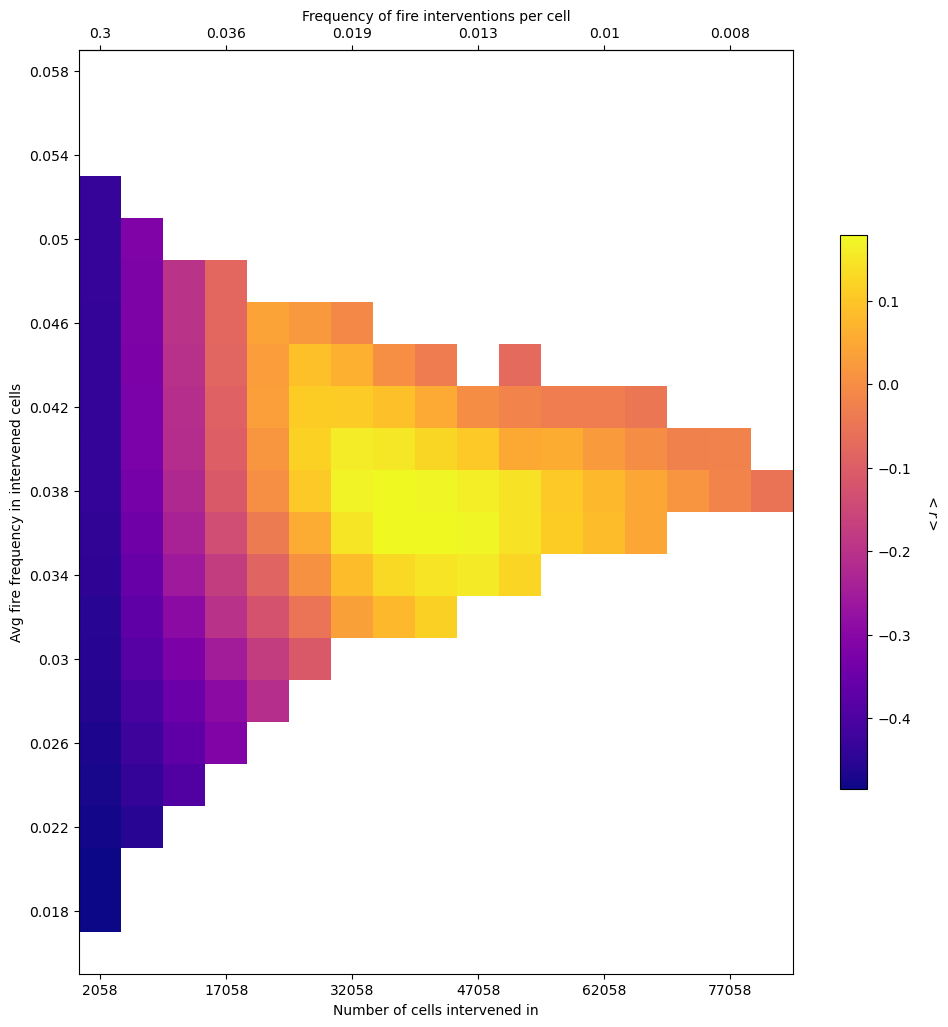 Frequency of fire interventions per cell
0.3 0.036 0.019 0.013 0.01 0.008
0.058
0.054
0.05
0.046
0.042
0.038
0.034
0.03
0.026
0.022
0.018
Avg fire frequency in intervened cells
2058 17058 32058 47058 62058 77058
Number of cells intervened in
0.1
0.0
−0.1
−0.2
−0.3
−0.4
< r >